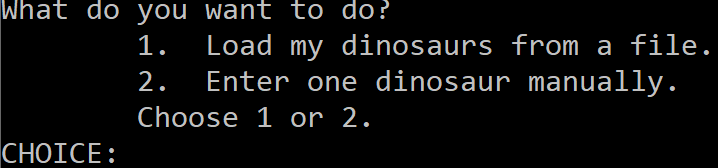 What do you want to do?
1.  Load my dinosaurs from a file.
2.  Enter one dinosaur manually.
Choose 1 or 2.
CHOICE: